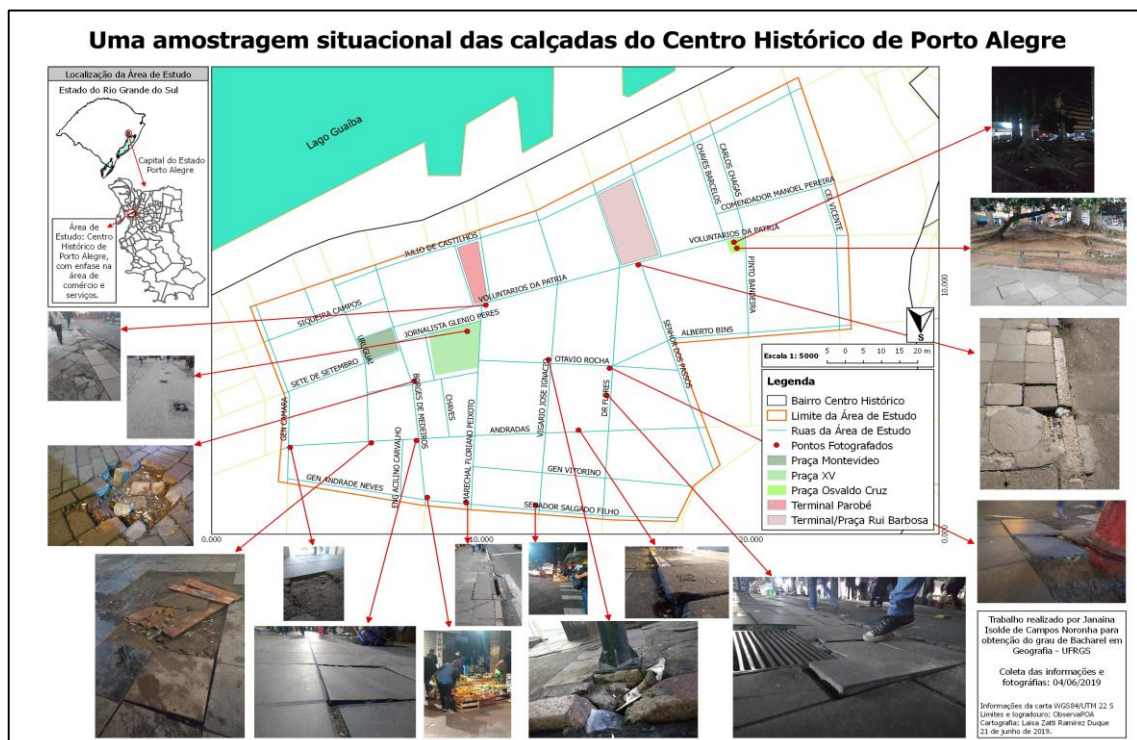 Uma amostragem situacional das calçadas do Centro Histórico de Porto Alegre
Localização da Área de Estudo
Estado do Rio Grande do Sul
Capital do Estado
Porto Alegre
Área de
Estudo: Centro
Histórico de
Porto Alegre,
com enfase na
área de
comércio e
serviços.
Lago Guaíba
JULIO DE CASTILHOS
SIQUEIRA CAMPOS
URUGUAI
JORNALISTA GLENIO PERES
SETE DE SETEMBRO
GEN CAMARA
BORGES DE MEDEIROS
CHAVES
ENG ACILINO CARVALHO
MARECHAL FLORIANO PEIXOTO
GEN ANDRADE NEVES
ANDRADAS
VOLUNTARIOS DA PATRIA
VIGARIO JOSE IGNACIO
OTAVIO ROCHA
DR FLORES
GEN VITORINO
SENADOR SALGADO FILHO
SENHOR DOS PASSOS
CHAVES BARCELOS
CARLOS CHAGAS
COMENDADOR MANOEL PEREIRA
CEL VICENTE
VOLUNTARIOS DA PATRIA
PINTO BANDEIRA
ALBERTO BINS
S
Escala 1: 5000
5 0 5 10 15 20 m
Legenda
Bairro Centro Histórico
Limite da Área de Estudo
Ruas da Área de Estudo
Pontos Fotografados
Praça Montevideo
Praça XV
Praça Osvaldo Cruz
Terminal Parobé
Terminal/Praça Rui Barbosa
0.000
10.000
20.000
0.000
10.000
Trabalho realizado por Janaina
Isolde de Campos Noronha para
obtenção do grau de Bacharel em
Geografia - UFRGS
Coleta das informações e
fotográfias: 04/06/2019
Informações da carta WGS84/UTM 22 S
Limites e logradouro: ObservaPOA
Cartografia: Laisa Zatti Ramirez Duque
21 de Junho de 2019.